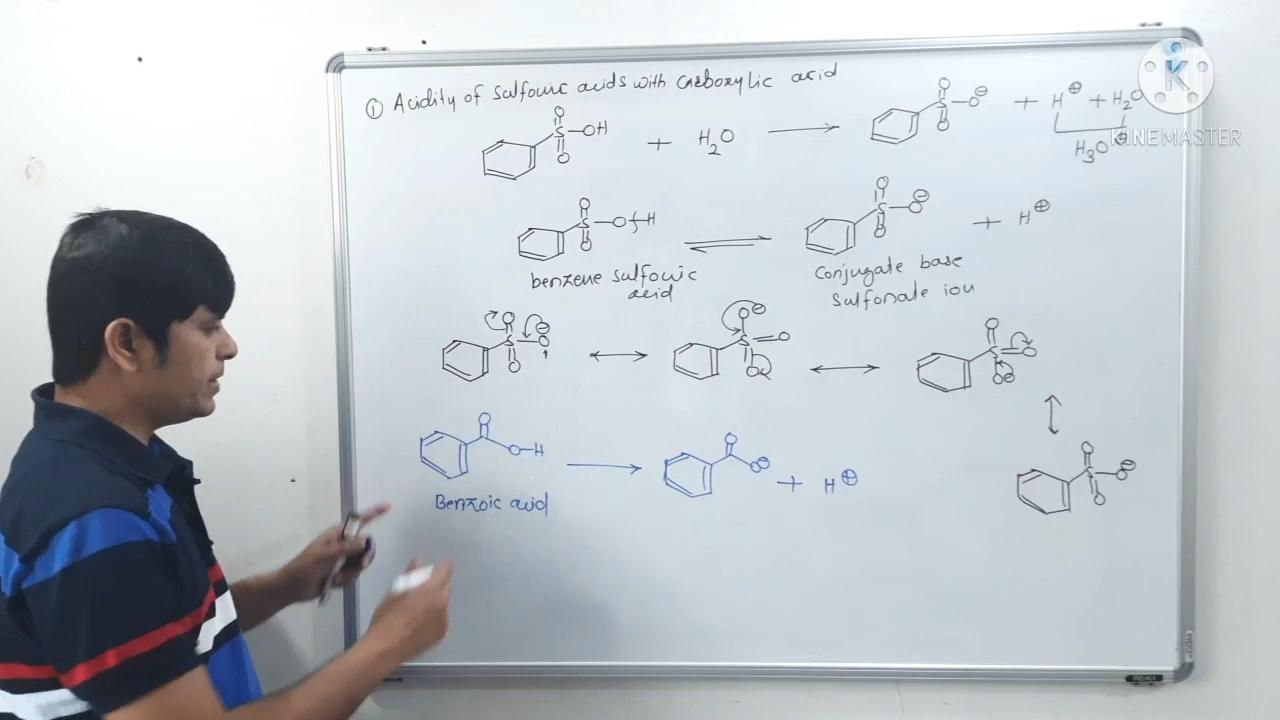 ① Acidity of Sulfonic acids with Carboxylic acid
S O OH O + H₂O → S O O⊖ O + H⊕ + H₂O
H₃O⊕
S O O H O ⇌ S O O⊖ O + H⊕
benzene sulfonic acid
Conjugate base
Sulfonate ion
S O O⊖ O ↔ S O⊖ O O ↔ S O O O⊖
↕
S O O⊖ O
O O-H → O O⊖ + H⊕
Benzoic acid
K
KINEMASTER